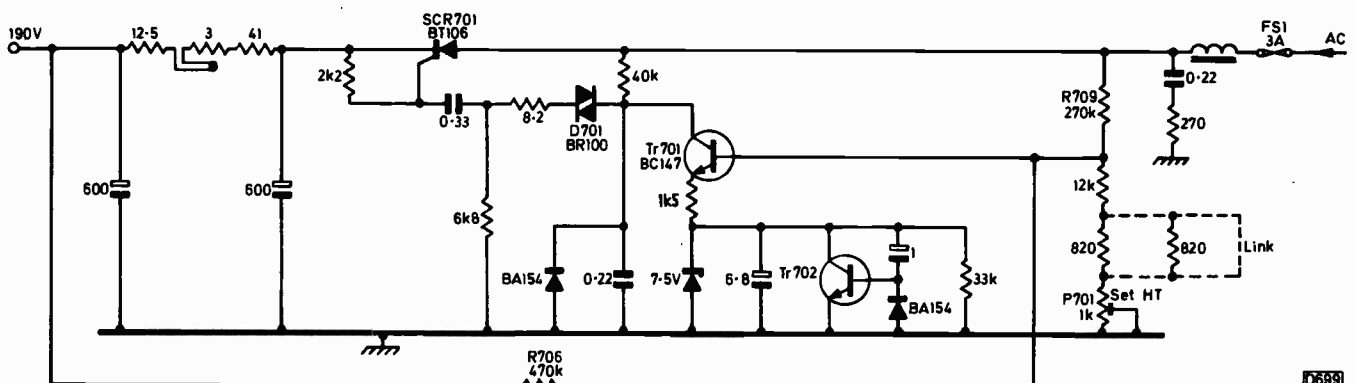 190V
12·5
3
41
SCR701
BT106
FS1
3A
AC
2k2
0·33
8·2
D701
BR100
40k
Tr701
BC147
R709
270k
0·22
270
600
600
6k8
1k5
12k
820
820
Link
BA154
0·22
7·5V
6·8
Tr702
1
BA154
33k
P701
1k
Set HT
R706
470k
D699